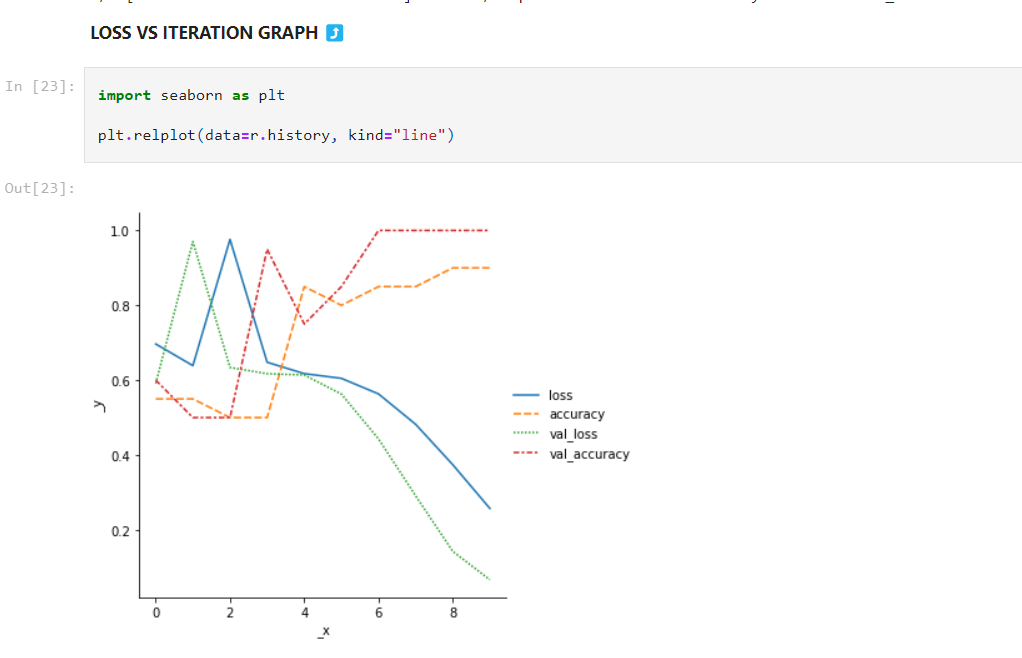 LOSS VS ITERATION GRAPH ⤴️
In [23]:
import seaborn as plt
plt.relplot(data=r.history, kind="line")
Out[23]:
1.0
0.8
0.6
0.4
0.2
y
0 2 4 6 8
_x
loss
accuracy
val_loss
val_accuracy